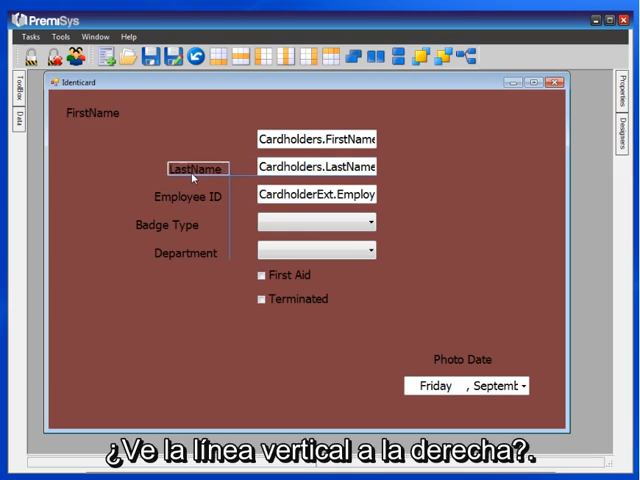 PremiSys
Tasks Tools Window Help
ToolBox
Data
Properties
Designers
Identicard
FirstName
Cardholders.FirstName
LastName
Cardholders.LastName
Employee ID
CardholderExt.Employ
Badge Type
Department
First Aid
Terminated
Photo Date
Friday , Septemb
¿Ve la línea vertical a la derecha?.